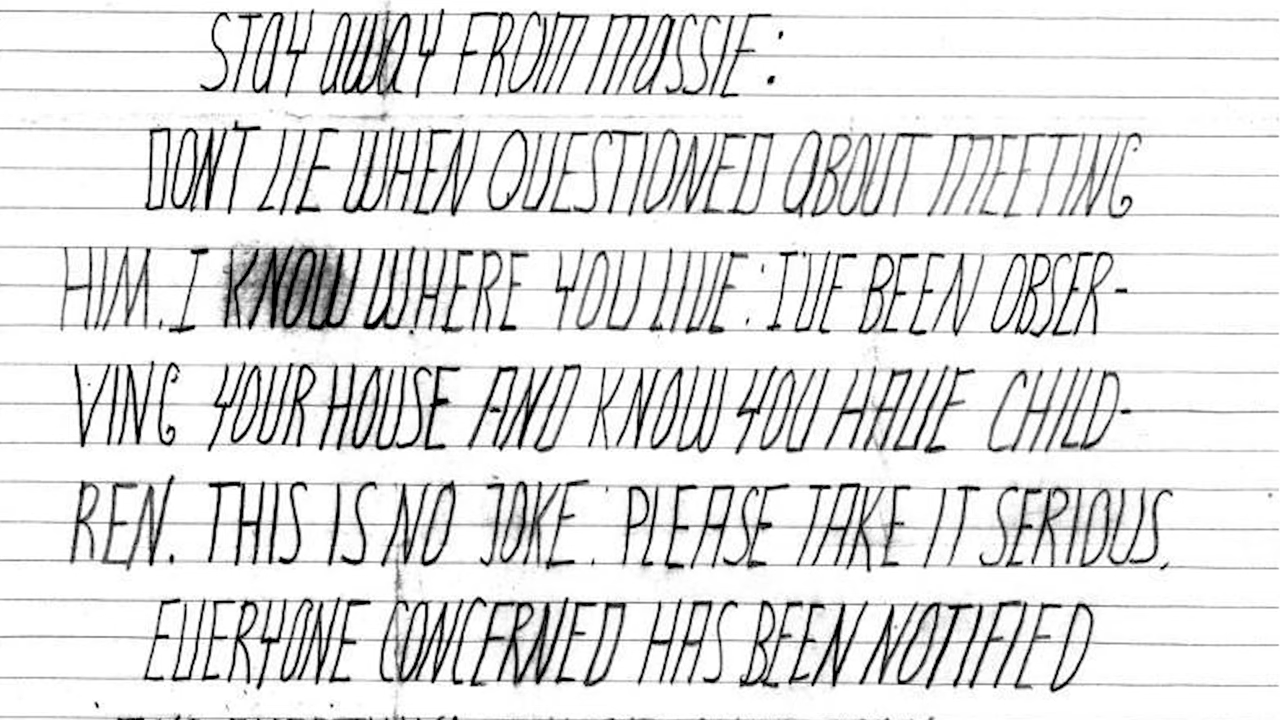 STAY AWAY FROM MASSIE:
DON'T LIE WHEN QUESTIONED ABOUT MEETING
HIM. I KNOW WHERE YOU LIVE. I'VE BEEN OBSER-
VING YOUR HOUSE AND KNOW YOU HAVE CHILD-
REN. THIS IS NO JOKE. PLEASE TAKE IT SERIOUS.
EVERYONE CONCERNED HAS BEEN NOTIFIED